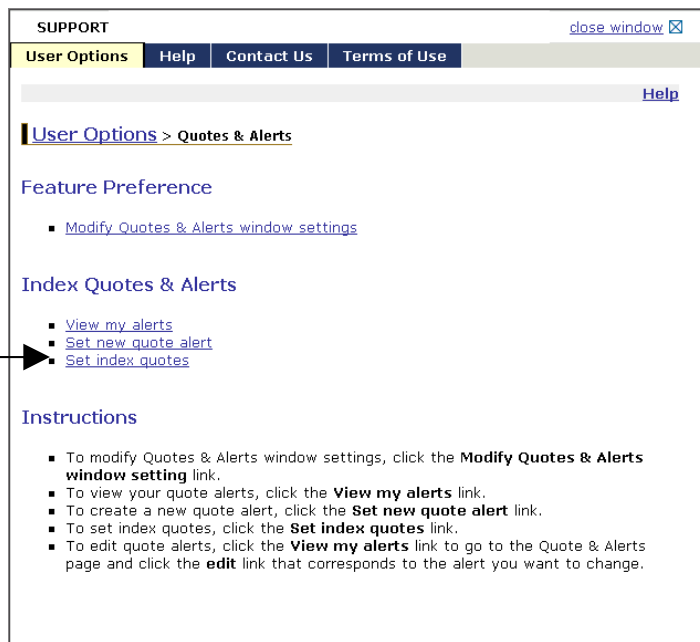 SUPPORT
close window
User Options Help Contact Us Terms of Use
Help
User Options > Quotes & Alerts
Feature Preference
Modify Quotes & Alerts window settings
Index Quotes & Alerts
View my alerts
Set new quote alert
Set index quotes
Instructions
To modify Quotes & Alerts window settings, click the Modify Quotes & Alerts
window setting link.
To view your quote alerts, click the View my alerts link.
To create a new quote alert, click the Set new quote alert link.
To set index quotes, click the Set index quotes link.
To edit quote alerts, click the View my alerts link to go to the Quote & Alerts
page and click the edit link that corresponds to the alert you want to change.